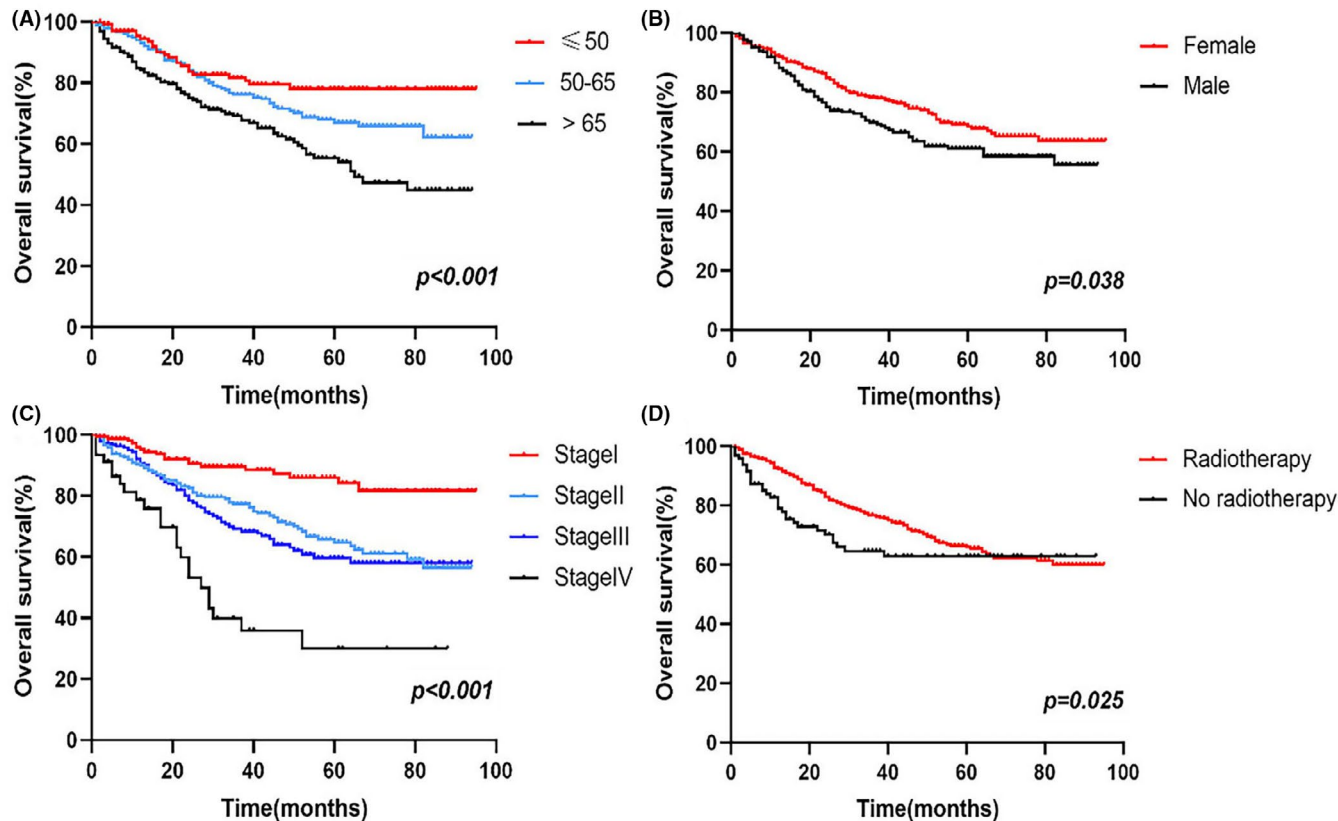 (A)
100
80
60
40
20
0
Overall survival(%)
0 20 40 60 80 100
Time(months)
≤ 50
50-65
> 65
p<0.001
(B)
100
80
60
40
20
0
Overall survival(%)
0 20 40 60 80 100
Time(months)
Female
Male
p=0.038
(C)
100
80
60
40
20
0
Overall survival(%)
0 20 40 60 80 100
Time(months)
StageI
StageII
StageIII
StageIV
p<0.001
(D)
100
80
60
40
20
0
Overall survival(%)
0 20 40 60 80 100
Time(months)
Radiotherapy
No radiotherapy
p=0.025